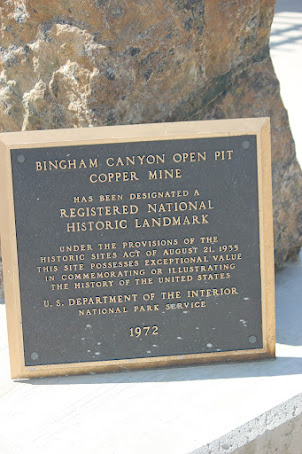 BINGHAM CANYON OPEN PIT
COPPER MINE
HAS BEEN DESIGNATED A
REGISTERED NATIONAL
HISTORIC LANDMARK
UNDER THE PROVISIONS OF THE
HISTORIC SITES ACT OF AUGUST 21, 1935
THIS SITE POSSESSES EXCEPTIONAL VALUE
IN COMMEMORATING OR ILLUSTRATING
THE HISTORY OF THE UNITED STATES
U. S. DEPARTMENT OF THE INTERIOR
NATIONAL PARK SERVICE
1972